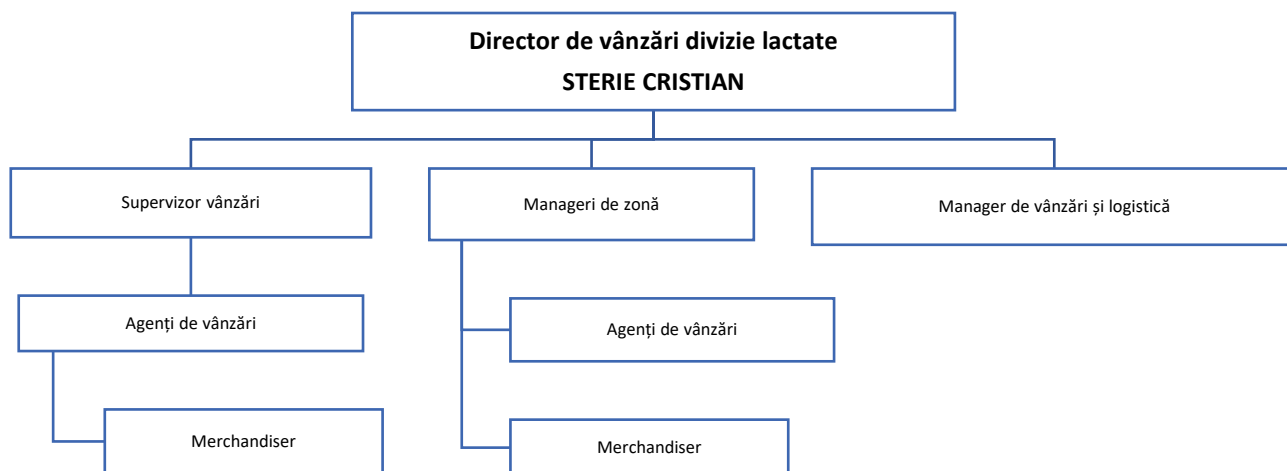 Director de vânzări divizie lactate
STERIE CRISTIAN
Supervizor vânzări
Manageri de zonă
Manager de vânzări și logistică
Agenți de vânzări
Agenți de vânzări
Merchandiser
Merchandiser